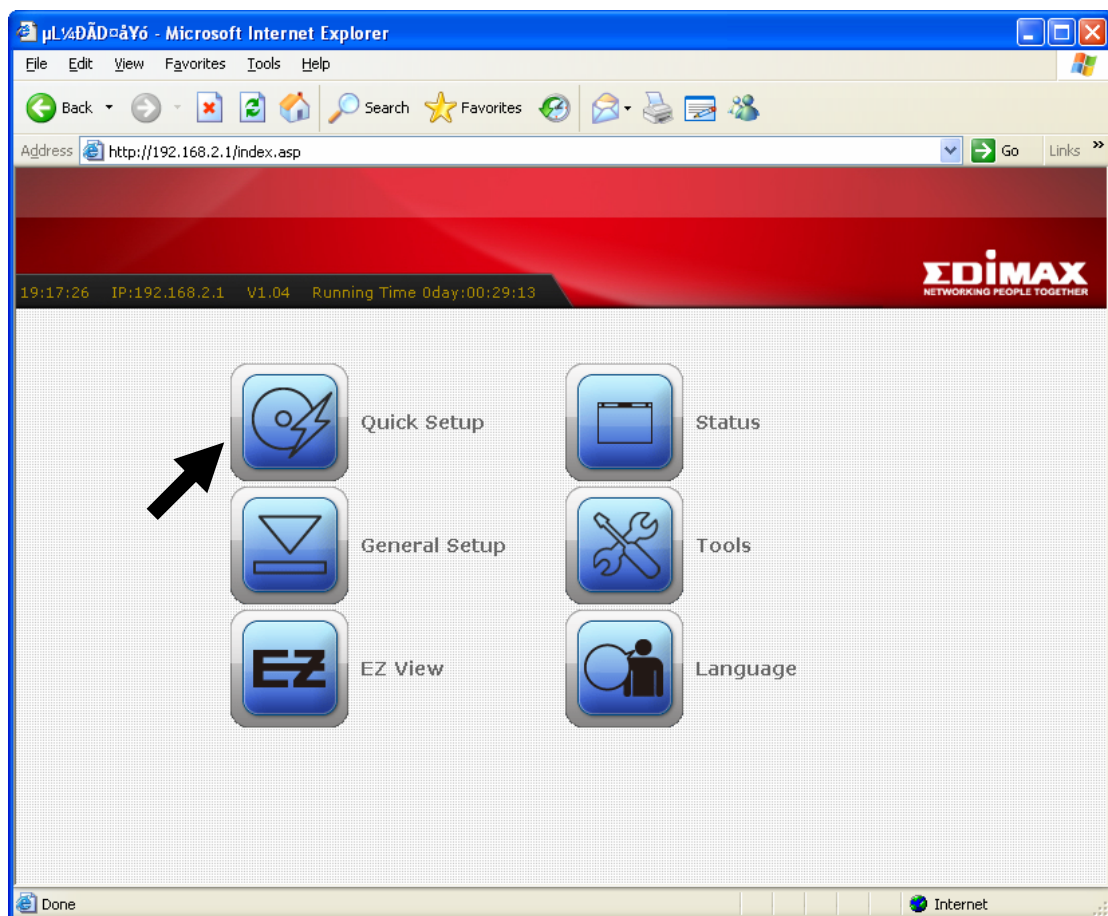 µL¼ÐÃD¤å¥ó - Microsoft Internet Explorer
File Edit View Favorites Tools Help
Back Search Favorites
Address http://192.168.2.1/index.asp Go Links »
EDIMAX
NETWORKING PEOPLE TOGETHER
19:17:26 IP:192.168.2.1 V1.04 Running Time 0day:00:29:13
Quick Setup Status
General Setup Tools
EZ EZ View Language
Done Internet